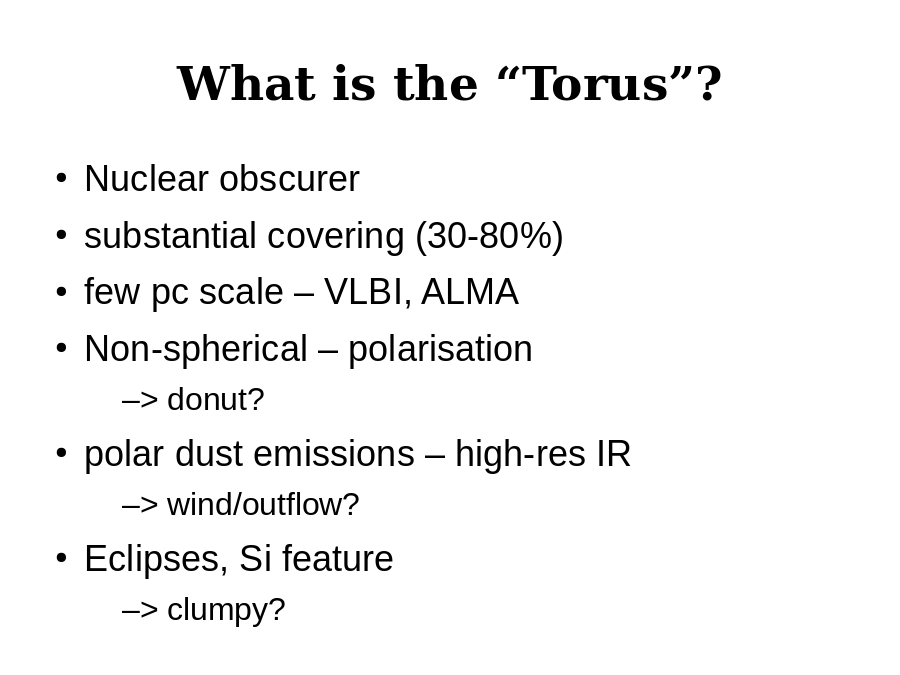 What is the “Torus”?
• Nuclear obscurer
• substantial covering (30-80%)
• few pc scale – VLBI, ALMA
• Non-spherical – polarisation
–> donut?
• polar dust emissions – high-res IR
–> wind/outflow?
• Eclipses, Si feature
–> clumpy?